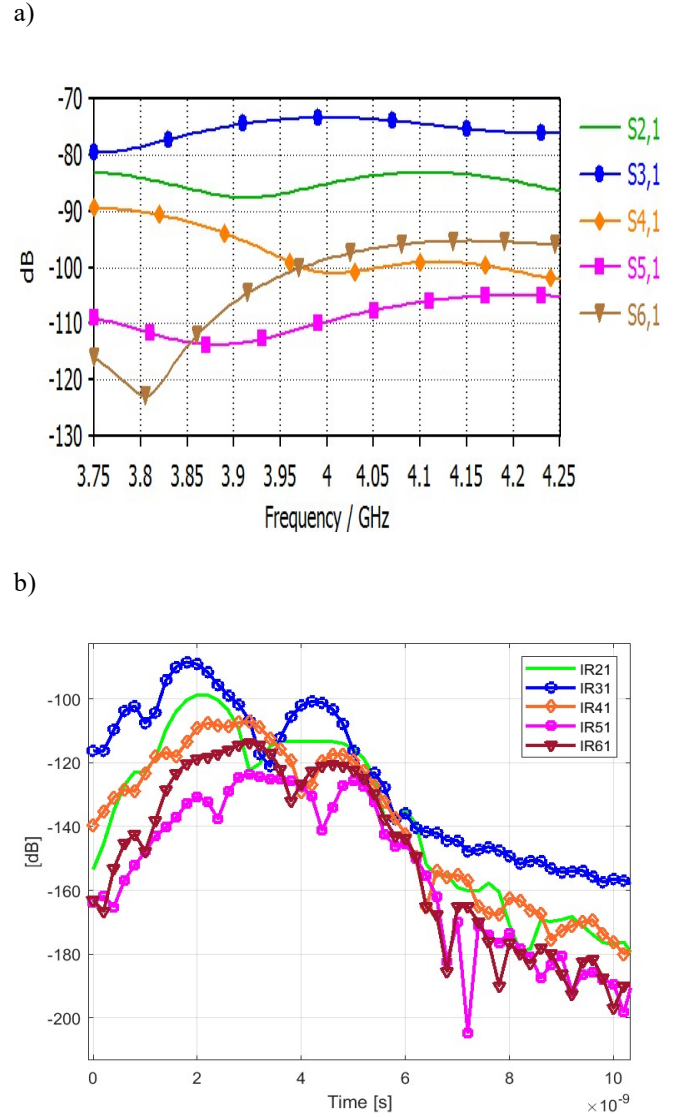 a)
-70
-80
-90
-100
-110
-120
-130
dB
3.75 3.8 3.85 3.9 3.95 4 4.05 4.1 4.15 4.2 4.25
Frequency / GHz
S2,1
S3,1
S4,1
S5,1
S6,1
b)
-100
-120
-140
-160
-180
-200
[dB]
IR21
IR31
IR41
IR51
IR61
0 2 4 6 8 10
Time [s]
×10⁻⁹